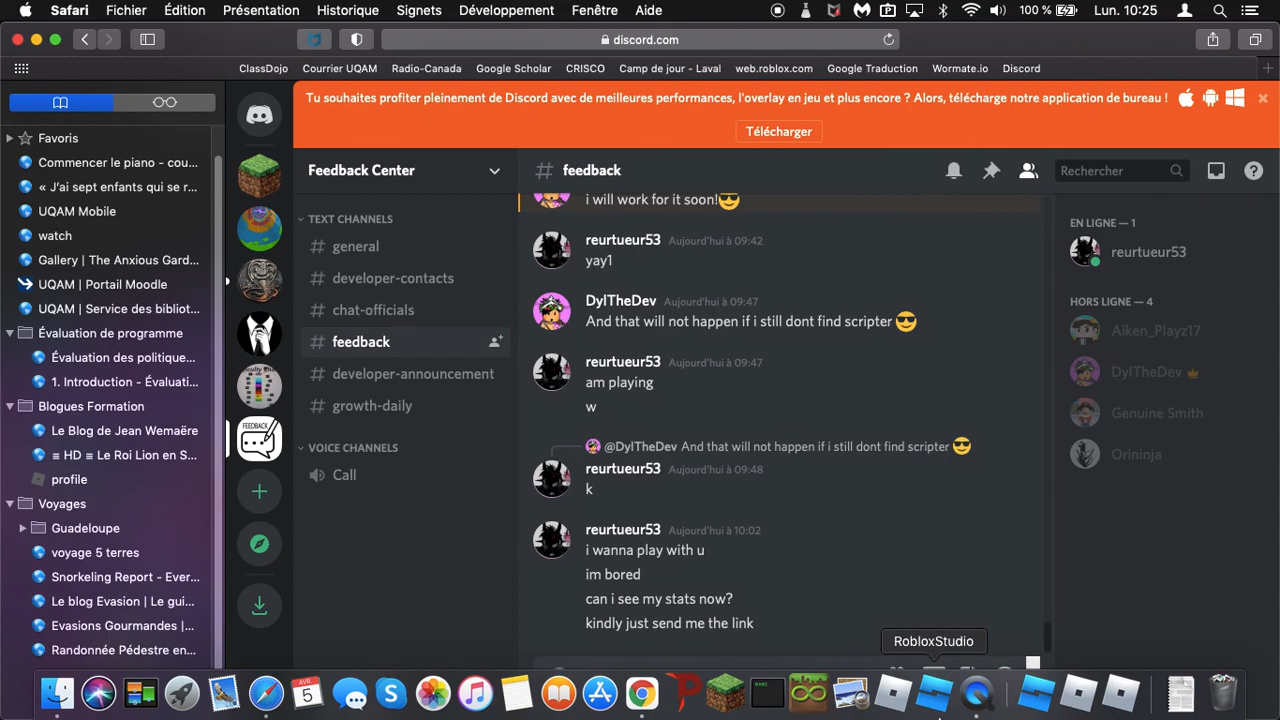 Safari Fichier Édition Présentation Historique Signets Développement Fenêtre Aide 100 % Lun. 10:25
discord.com
ClassDojo Courrier UQAM Radio-Canada Google Scholar CRISCO Camp de jour - Laval web.roblox.com Google Traduction Wormate.io Discord
Favoris
Commencer le piano - cou...
« J'ai sept enfants qui se r...
UQAM Mobile
watch
Gallery | The Anxious Gard...
UQAM | Portail Moodle
UQAM | Service des bibliot...
Évaluation de programme
Évaluation des politique...
1. Introduction - Évaluati...
Blogues Formation
Le Blog de Jean Wemaëre
≡ HD ≡ Le Roi Lion en S...
profile
Voyages
Guadeloupe
voyage 5 terres
Snorkeling Report - Ever...
Le blog Evasion | Le gui...
Evasions Gourmandes |...
Randonnée Pédestre en...
Tu souhaites profiter pleinement de Discord avec de meilleures performances, l'overlay en jeu et plus encore ? Alors, télécharge notre application de bureau !
Télécharger
FEEDBACK
Feedback Center
TEXT CHANNELS
# general
# developer-contacts
# chat-officials
# feedback
# developer-announcement
# growth-daily
VOICE CHANNELS
Call
# feedback
Rechercher
i will work for it soon!😎
reurtueur53 Aujourd'hui à 09:42
yay1
DylTheDev Aujourd'hui à 09:47
And that will not happen if i still dont find scripter 😎
reurtueur53 Aujourd'hui à 09:47
am playing
w
@DylTheDev And that will not happen if i still dont find scripter 😎
reurtueur53 Aujourd'hui à 09:48
k
reurtueur53 Aujourd'hui à 10:02
i wanna play with u
im bored
can i see my stats now?
kindly just send me the link
EN LIGNE — 1
reurtueur53
HORS LIGNE — 4
Aiken_Playz17
DylTheDev
Genuine Smith
Orininja
RobloxStudio
AVR.
5
EXEC